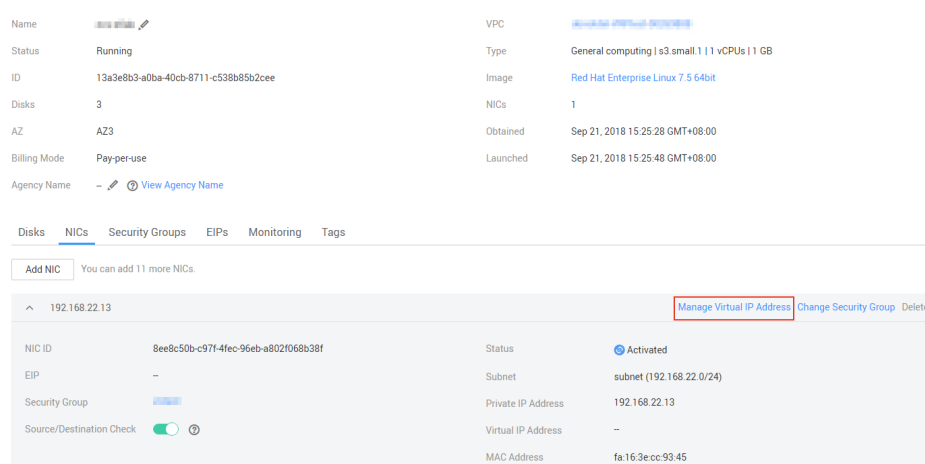 Name
VPC
Status Running
Type General computing | s3.small.1 | 1 vCPUs | 1 GB
ID 13a3e8b3-a0ba-40cb-8711-c538b85b2cee
Image Red Hat Enterprise Linux 7.5 64bit
Disks 3
NICs 1
AZ AZ3
Obtained Sep 21, 2018 15:25:28 GMT+08:00
Billing Mode Pay-per-use
Launched Sep 21, 2018 15:25:48 GMT+08:00
Agency Name -- View Agency Name
Disks NICs Security Groups EIPs Monitoring Tags
Add NIC You can add 11 more NICs.
192.168.22.13 Manage Virtual IP Address Change Security Group Delete
NIC ID 8ee8c50b-c97f-4fec-96eb-a802f068b38f
Status Activated
EIP --
Subnet subnet (192.168.22.0/24)
Security Group
Private IP Address 192.168.22.13
Source/Destination Check
Virtual IP Address --
MAC Address fa:16:3e:cc:93:45